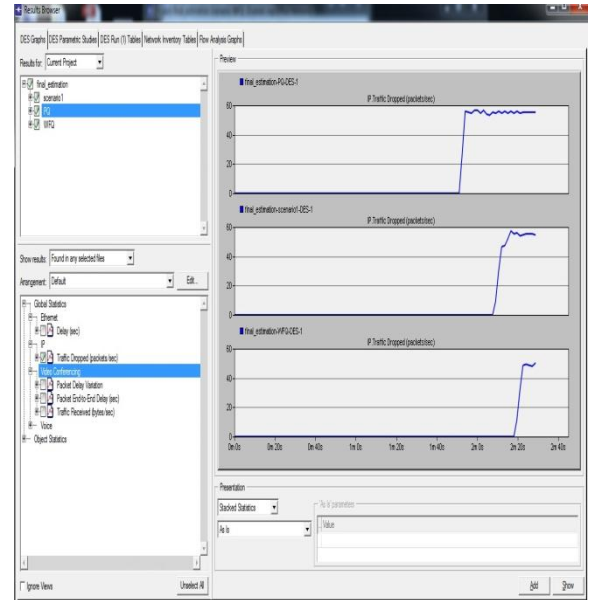 Results Browser
DES Graphs DES Parametric Studies DES Run (1) Tables Network Inventory Tables Flow Analysis Graphs
Results for: Current Project
final_estimation
scenario1
PQ
WFQ
Show results: Found in any selected files
Arrangement: Default Edit...
Global Statistics
Ethernet
Delay (sec)
IP
Traffic Dropped (packets/sec)
Video Conferencing
Packet Delay Variation
Packet End-to-End Delay (sec)
Traffic Received (bytes/sec)
Voice
Object Statistics
Ignore Views Unselect All
Preview
final_estimation-PQ-DES-1
IP.Traffic Dropped (packets/sec)
60
40
20
0
final_estimation-scenario1-DES-1
IP.Traffic Dropped (packets/sec)
60
40
20
0
final_estimation-WFQ-DES-1
IP.Traffic Dropped (packets/sec)
60
40
20
0
0m 0s 0m 20s 0m 40s 1m 0s 1m 20s 1m 40s 2m 0s 2m 20s 2m 40s
Presentation
Stacked Statistics
As Is
'As Is' parameters
Value
Add Show